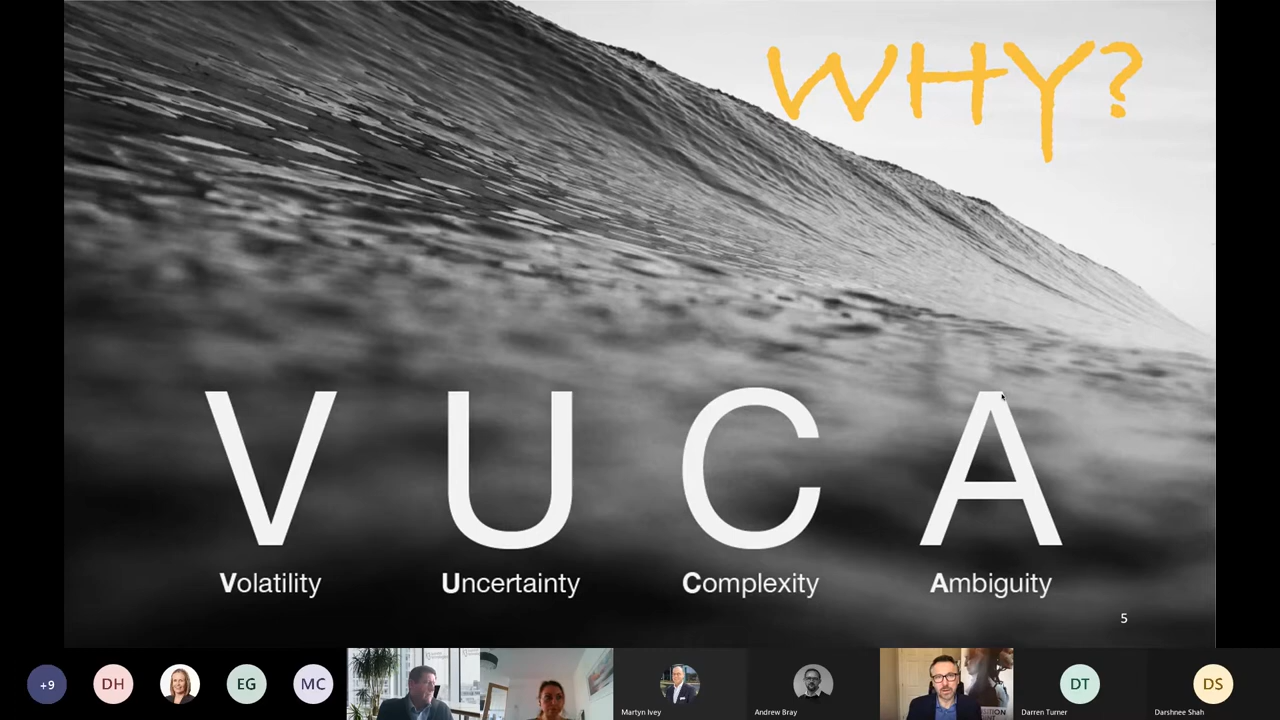 WHY?
V U C A
Volatility Uncertainty Complexity Ambiguity
5
+9 DH EG MC DT DS
Martyn Ivey Andrew Bray Darren Turner Darshnee Shah